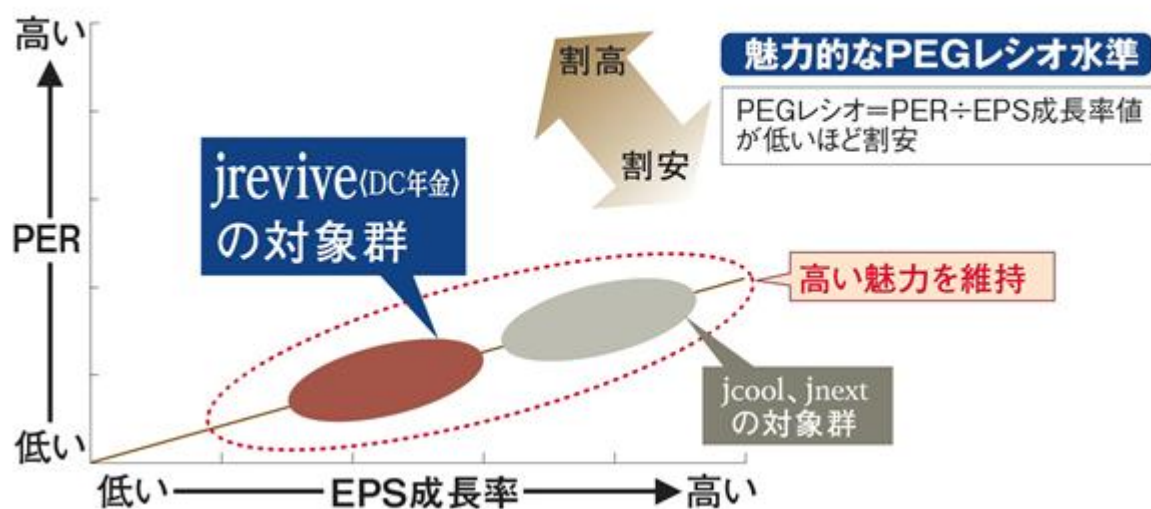 高い
PER
低い
低い
EPS成長率
高い
割高
割安
魅力的なPEGレシオ水準
PEGレシオ＝PER÷EPS成長率値
が低いほど割安
jrevive〈DC年金〉
の対象群
高い魅力を維持
jcool、jnext
の対象群